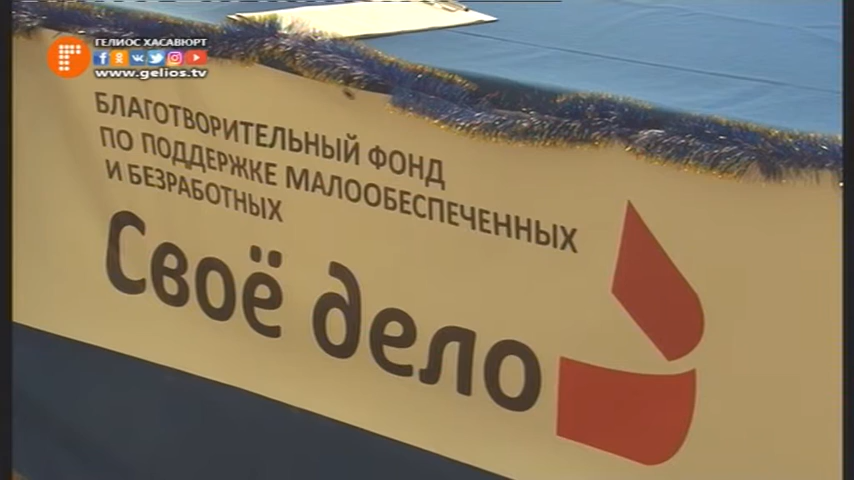 ГЕЛИОС ХАСАВЮРТ
www.gelios.tv
БЛАГОТВОРИТЕЛЬНЫЙ ФОНД
ПО ПОДДЕРЖКЕ МАЛООБЕСПЕЧЕННЫХ
И БЕЗРАБОТНЫХ
Своё дело